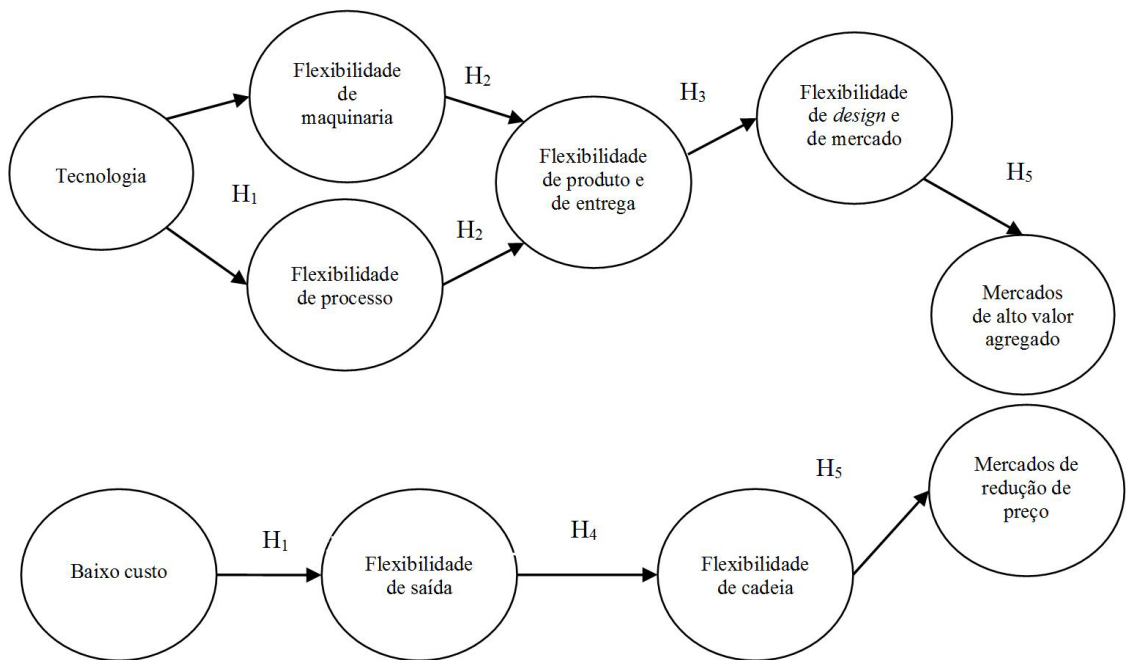 Tecnologia
H1
Flexibilidade
de
maquinaria
H2
Flexibilidade
de processo
H2
Flexibilidade
de produto e
de entrega
H3
Flexibilidade
de design e
de mercado
H5
Mercados
de alto valor
agregado
Baixo custo
H1
Flexibilidade
de saída
H4
Flexibilidade
de cadeia
H5
Mercados de
redução de
preço